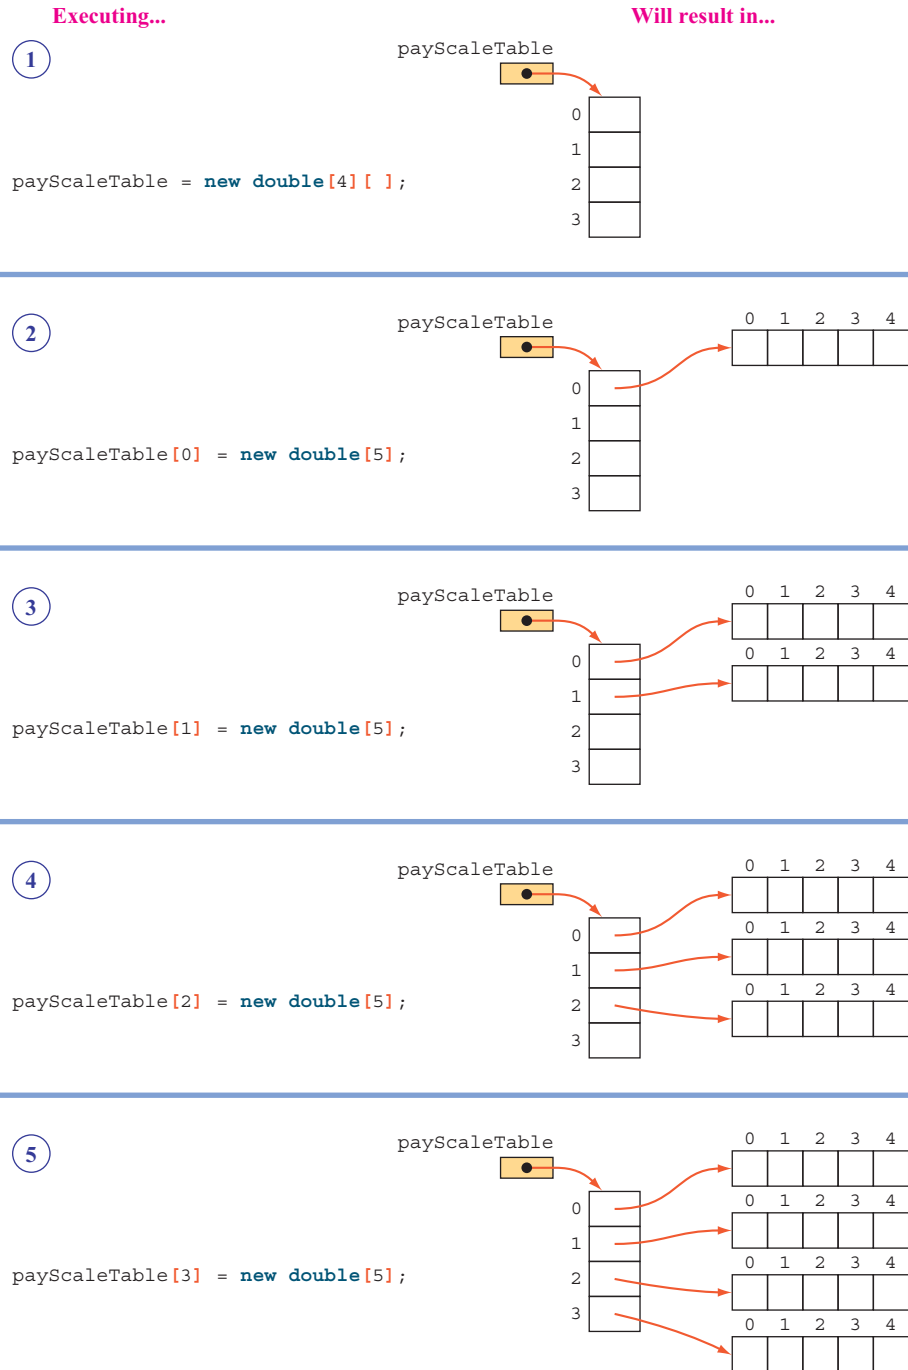 Executing... Will result in...
1
payScaleTable
0
1
payScaleTable = new double[4][ ];
2
3
2
payScaleTable
0 1 2 3 4
0
1
payScaleTable[0] = new double[5];
2
3
3
payScaleTable
0 1 2 3 4
0
0 1 2 3 4
1
payScaleTable[1] = new double[5];
2
3
4
payScaleTable
0 1 2 3 4
0
0 1 2 3 4
1
0 1 2 3 4
payScaleTable[2] = new double[5];
2
3
5
payScaleTable
0 1 2 3 4
0
0 1 2 3 4
1
0 1 2 3 4
payScaleTable[3] = new double[5];
2
3
0 1 2 3 4